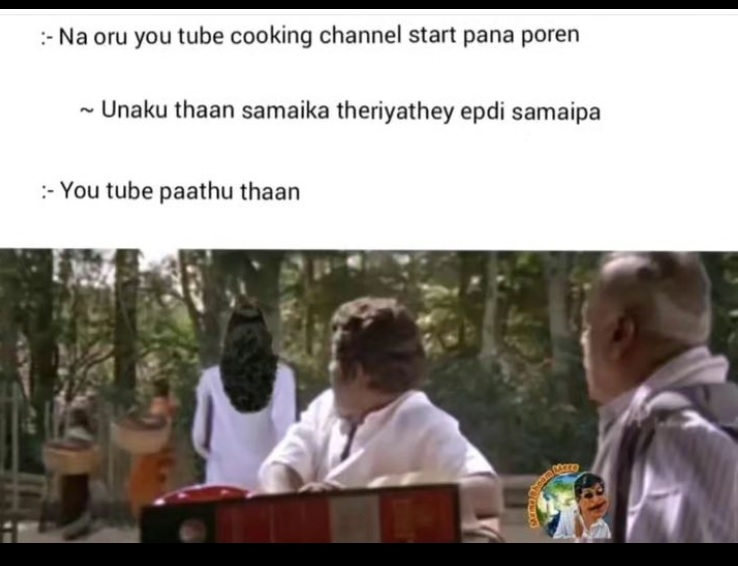 :- Na oru you tube cooking channel start pana poren
~ Unaku thaan samaika theriyathey epdi samaipa
:- You tube paathu thaan